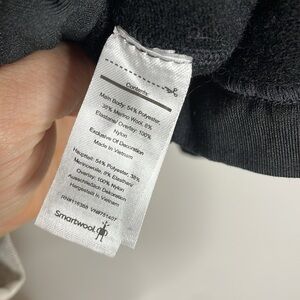 Contents
Main Body: 54% Polyester,
38% Merino Wool, 8%
Elastane/ Overlay: 100%
Nylon
Exclusive Of Decoration
Made In Vietnam
Hauptteil: 54% Polyester, 38%
Merinowolle, 8% Elasthan/
Overlay: 100% Nylon
Ausschließlich Dekoration
Hergestellt In Vietnam
Smartwool